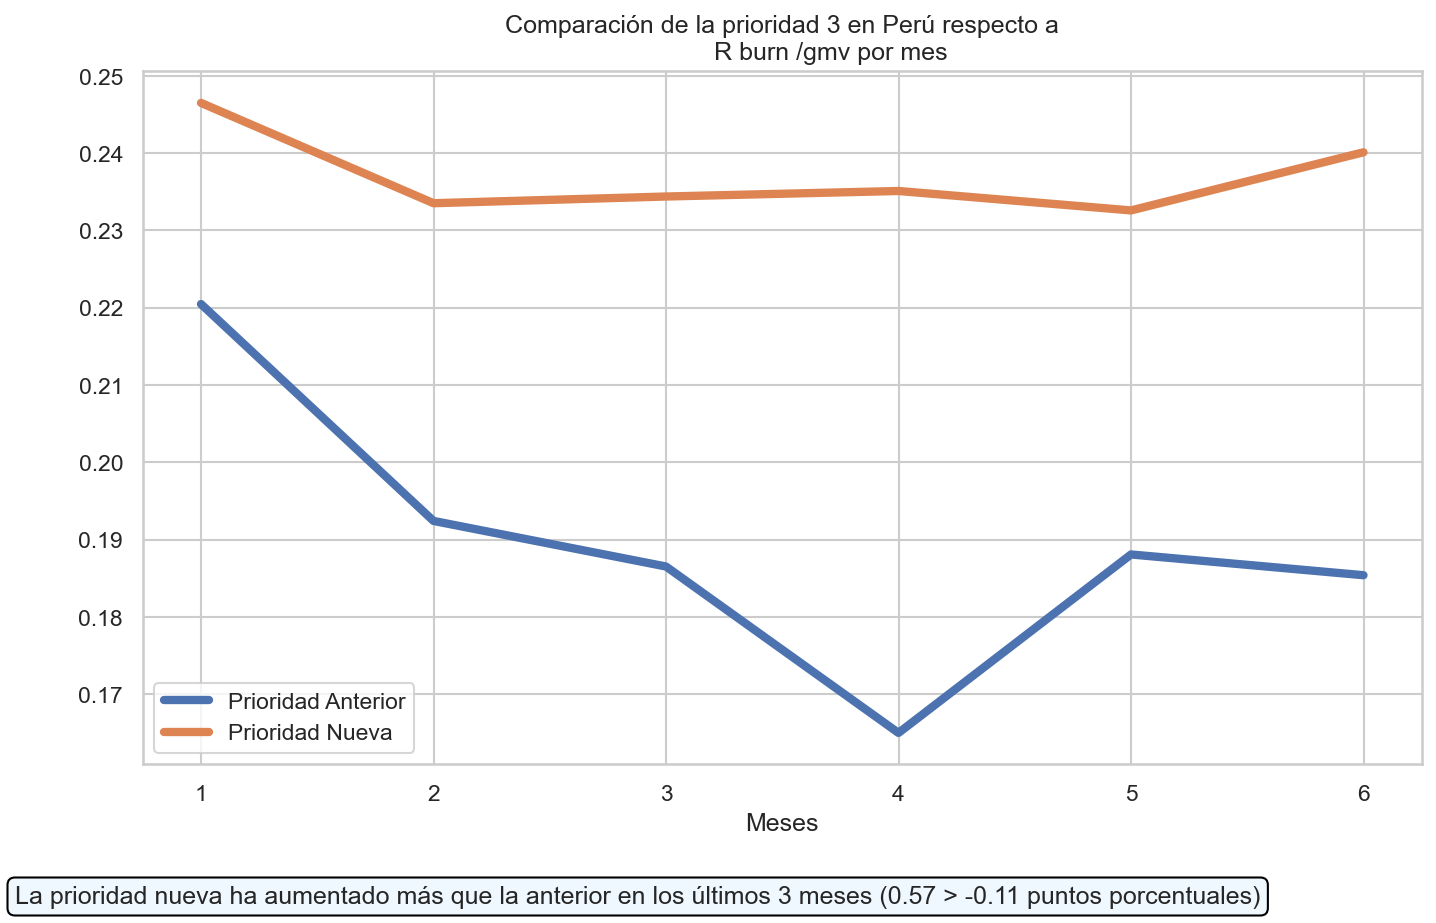 Comparación de la prioridad 3 en Perú respecto a
R burn /gmv por mes
0.25
0.24
0.23
0.22
0.21
0.20
0.19
0.18
0.17
Prioridad Anterior
Prioridad Nueva
1 2 3 4 5 6
Meses
La prioridad nueva ha aumentado más que la anterior en los últimos 3 meses (0.57 > -0.11 puntos porcentuales)